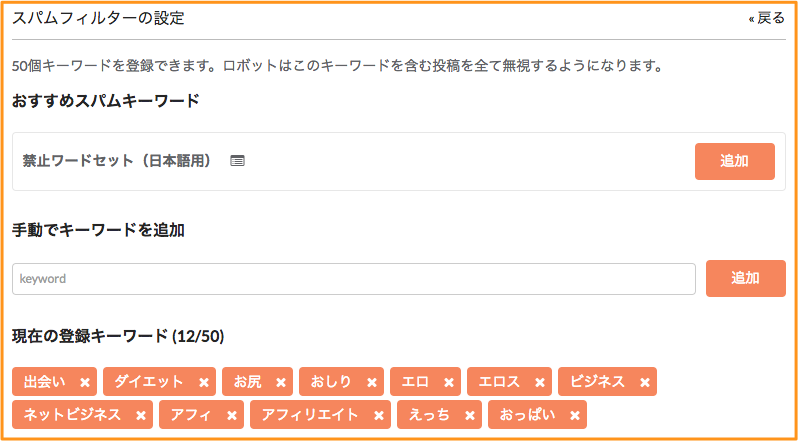 スパムフィルターの設定 « 戻る
50個キーワードを登録できます。ロボットはこのキーワードを含む投稿を全て無視するようになります。
おすすめスパムキーワード
禁止ワードセット（日本語用） 追加
手動でキーワードを追加
keyword 追加
現在の登録キーワード (12/50)
出会い × ダイエット × お尻 × おしり × エロ × エロス × ビジネス ×
ネットビジネス × アフィ × アフィリエイト × えっち × おっぱい ×